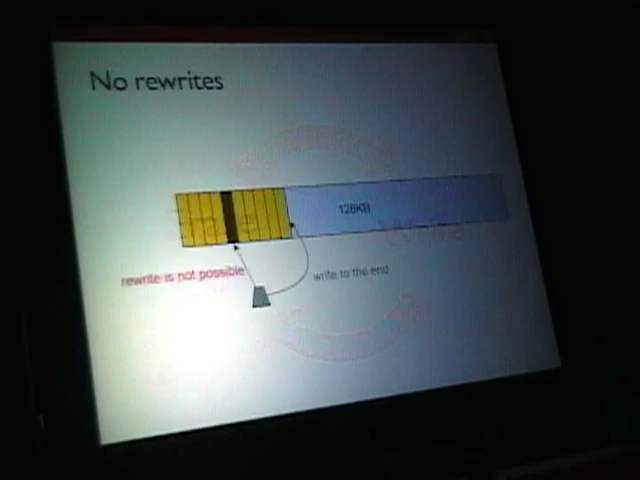 No rewrites
128KB
rewrite is not possible
write to the end